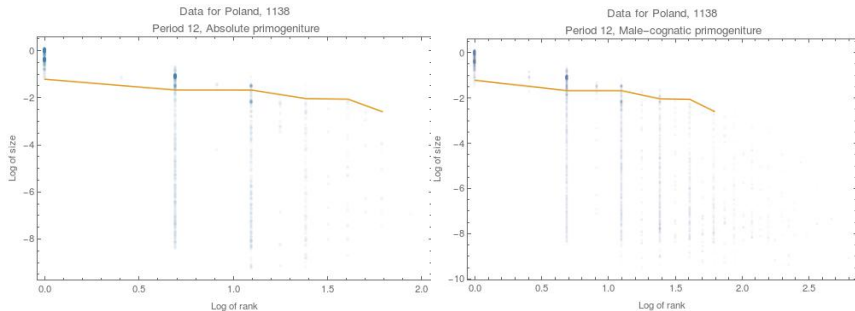 Data for Poland, 1138
Period 12, Absolute primogeniture
0
−2
−4
−6
−8
Log of size
0.0 0.5 1.0 1.5 2.0
Log of rank
Data for Poland, 1138
Period 12, Male−cognatic primogeniture
0
−2
−4
−6
−8
−10
Log of size
0.0 0.5 1.0 1.5 2.0 2.5
Log of rank